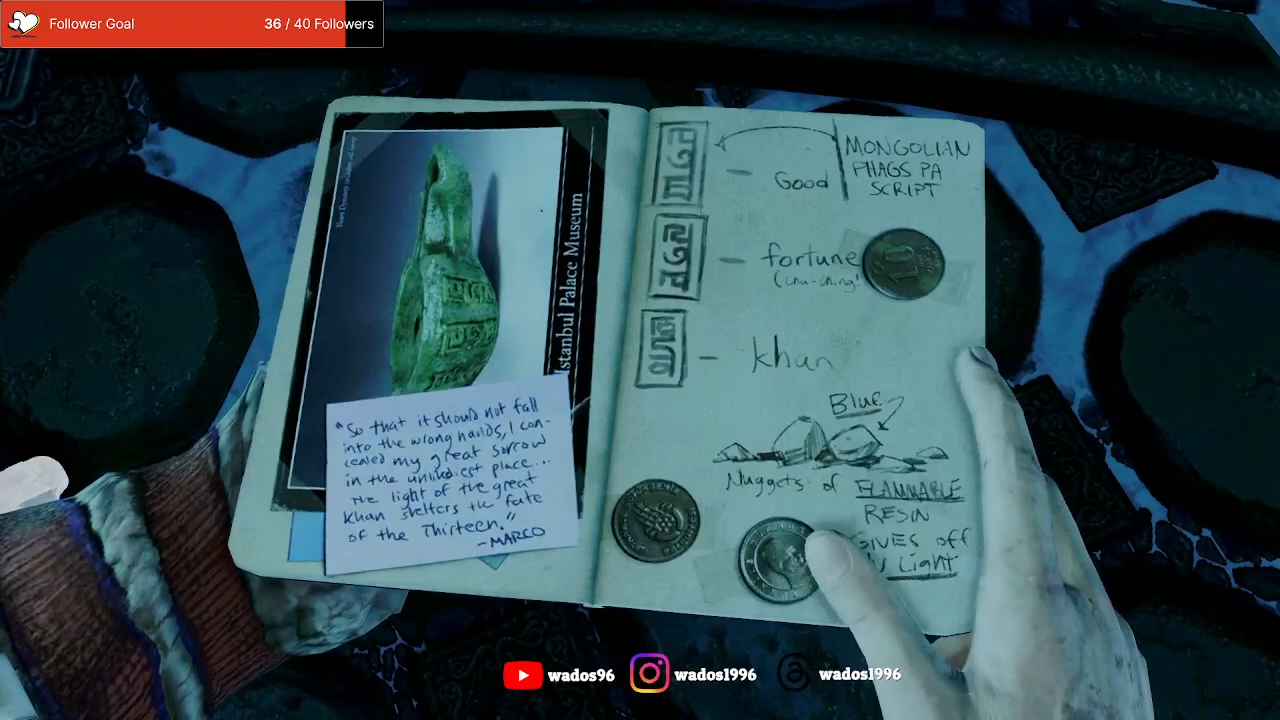 Follower Goal
36 / 40 Followers
Istanbul Palace Museum
"So that it should not fall
into the wrong hands, I con-
cealed my great sorrow
in the unlikliest place...
the light of the great
Khan shelters the fate
of the Thirteen."
-MARCO
MONGOLIAN
PHAGS PA
SCRIPT
Good
fortune
10
khan
Blue
Nuggets of FLAMMABLE
RESIN
GIVES off
Light
wados96
wados1996
wados1996